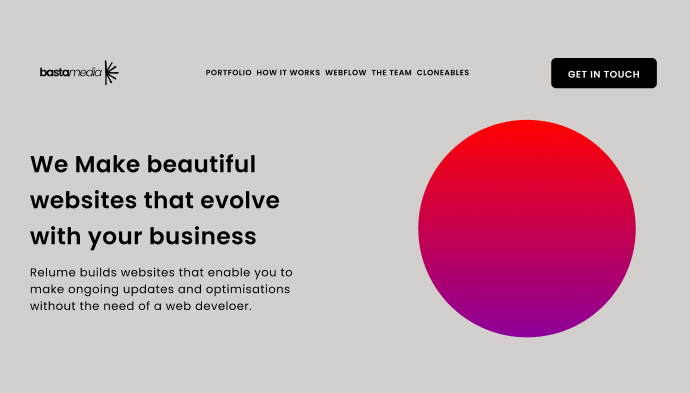 bastamedia
PORTFOLIO HOW IT WORKS WEBFLOW THE TEAM CLONEABLES
GET IN TOUCH
We Make beautiful
websites that evolve
with your business
Relume builds websites that enable you to
make ongoing updates and optimisations
without the need of a web develoer.